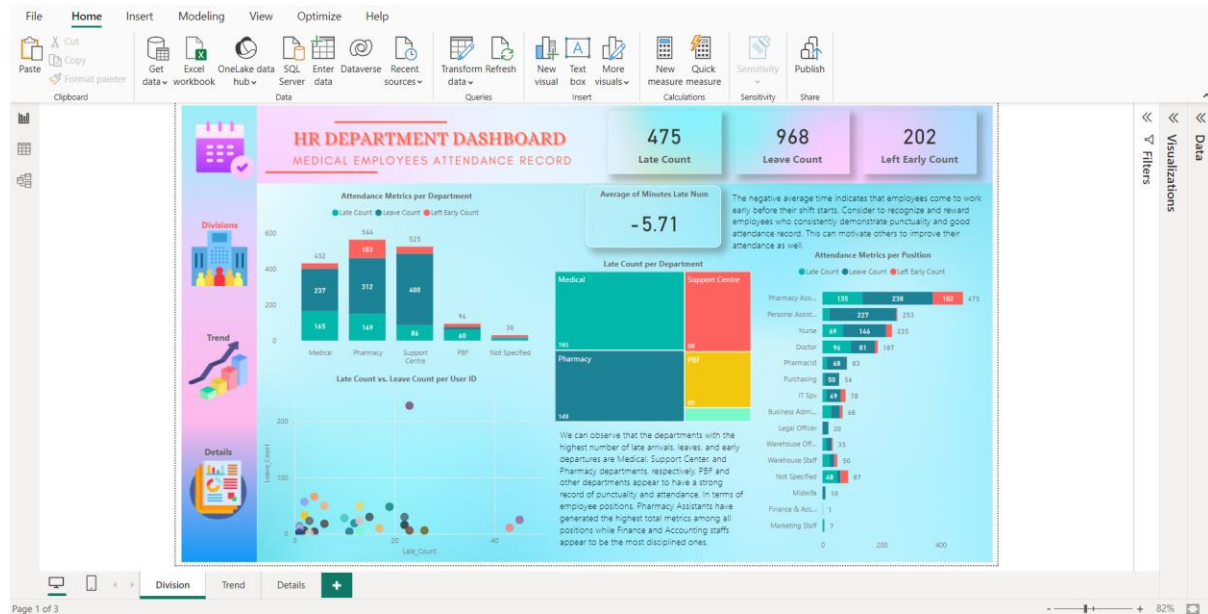 File Home Insert Modeling View Optimize Help
Paste
Cut
Copy
Format painter
Clipboard
Get data
Excel workbook
OneLake data hub
SQL Server
Enter data
Dataverse
Recent sources
Data
Transform data
Refresh
Queries
New visual
Text box
More visuals
Insert
New measure
Quick measure
Calculations
Sensitivity
Sensitivity
Publish
Share
HR DEPARTMENT DASHBOARD
MEDICAL EMPLOYEES ATTENDANCE RECORD
475
Late Count
968
Leave Count
202
Left Early Count
Filters
Visualizations
Data
Divisions
Trend
Details
Attendance Metrics per Department
Late Count Leave Count Left Early Count
600
400
200
0
432
237
165
564
103
312
149
525
400
86
94
60
30
Medical
Pharmacy
Support Centre
PBF
Not Specified
Average of Minutes Late Num
-5.71
The negative average time indicates that employees come to work
early before their shift starts. Consider to recognize and reward
employees who consistently demonstrate punctuality and good
attendance record. This can motivate others to improve their
attendance as well.
Late Count per Department
Medical
165
Support Centre
86
Pharmacy
149
PBF
60
Attendance Metrics per Position
Late Count Leave Count Left Early Count
Pharmacy Assi... 135 238 102 475
Personal Assist... 227 253
Nurse 69 146 235
Doctor 94 81 187
Pharmacist 68 83
Purchasing 50 56
IT Spv 49 78
Business Admi... 68
Legal Officer 20
Warehouse Off... 35
Warehouse Staff 50
Not Specified 48 87
Midwife 10
Finance & Acc... 1
Marketing Staff 7
0 200 400
Late Count vs. Leave Count per User ID
Leave_Count
200
100
0
0 20 40
Late_Count
We can observe that the departments with the
highest number of late arrivals, leaves, and early
departures are Medical, Support Center, and
Pharmacy departments, respectively. PBF and
other departments appear to have a strong
record of punctuality and attendance. In terms of
employee positions, Pharmacy Assistants have
generated the highest total metrics among all
positions while Finance and Accounting staffs
appear to be the most disciplined ones.
Division Trend Details
Page 1 of 3
82%